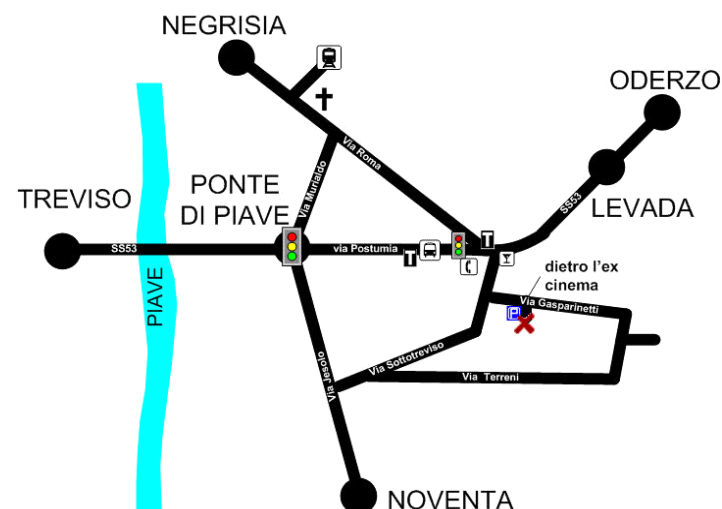 NEGRISIA
ODERZO
Via Roma
Via Murialdo
PONTE
DI PIAVE
TREVISO
LEVADA
SS53
SS53
via Postumia
T
T
dietro l'ex
cinema
PIAVE
Via Gasparinetti
P
Via Sottotreviso
Via Jesolo
Via Terreni
NOVENTA